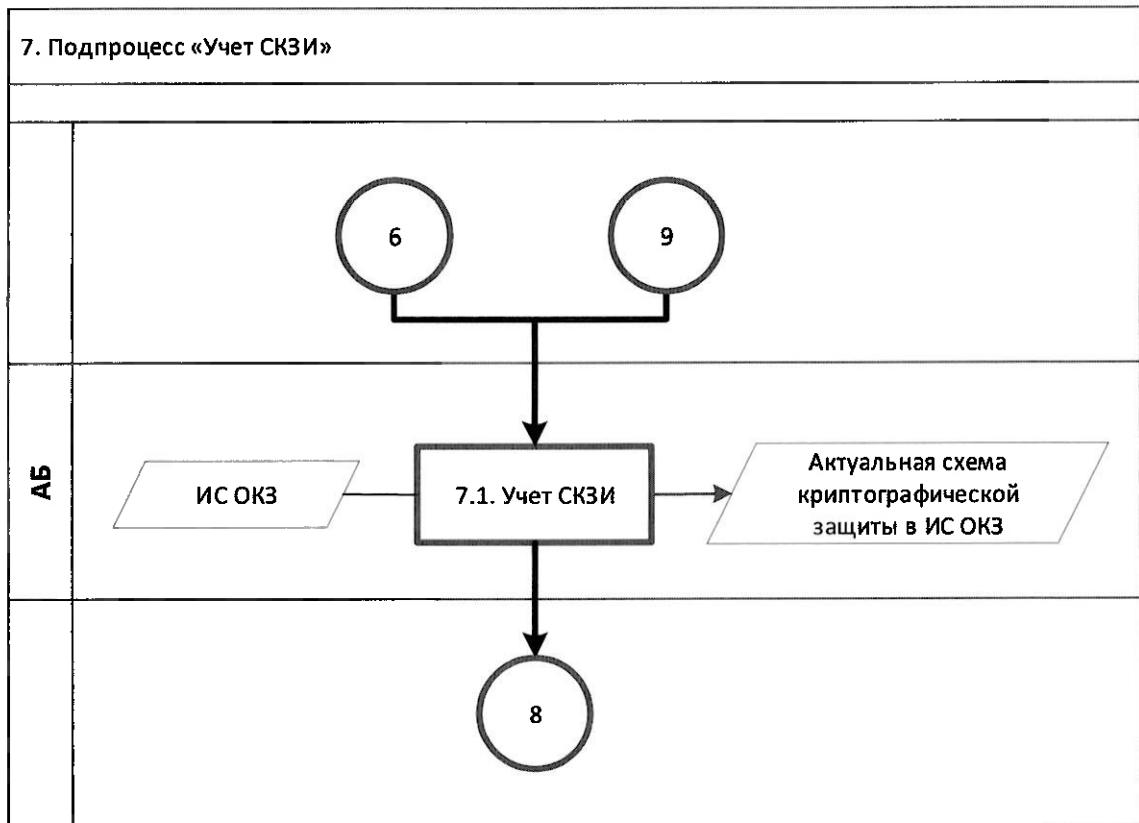 7. Подпроцесс «Учет СКЗИ»
6
9
АБ
ИС ОКЗ
7.1. Учет СКЗИ
Актуальная схема
криптографической
защиты в ИС ОКЗ
8